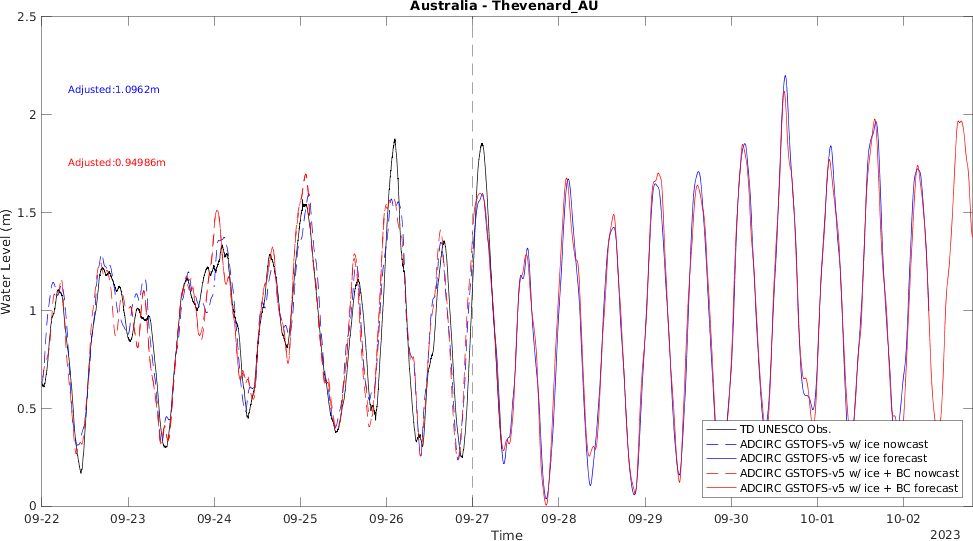 Australia - Thevenard_AU
2.5
2
1.5
1
0.5
0
Water Level (m)
Adjusted:1.0962m
Adjusted:0.94986m
TD UNESCO Obs.
ADCIRC GSTOFS-v5 w/ ice nowcast
ADCIRC GSTOFS-v5 w/ ice forecast
ADCIRC GSTOFS-v5 w/ ice + BC nowcast
ADCIRC GSTOFS-v5 w/ ice + BC forecast
09-22 09-23 09-24 09-25 09-26 09-27 09-28 09-29 09-30 10-01 10-02
Time
2023